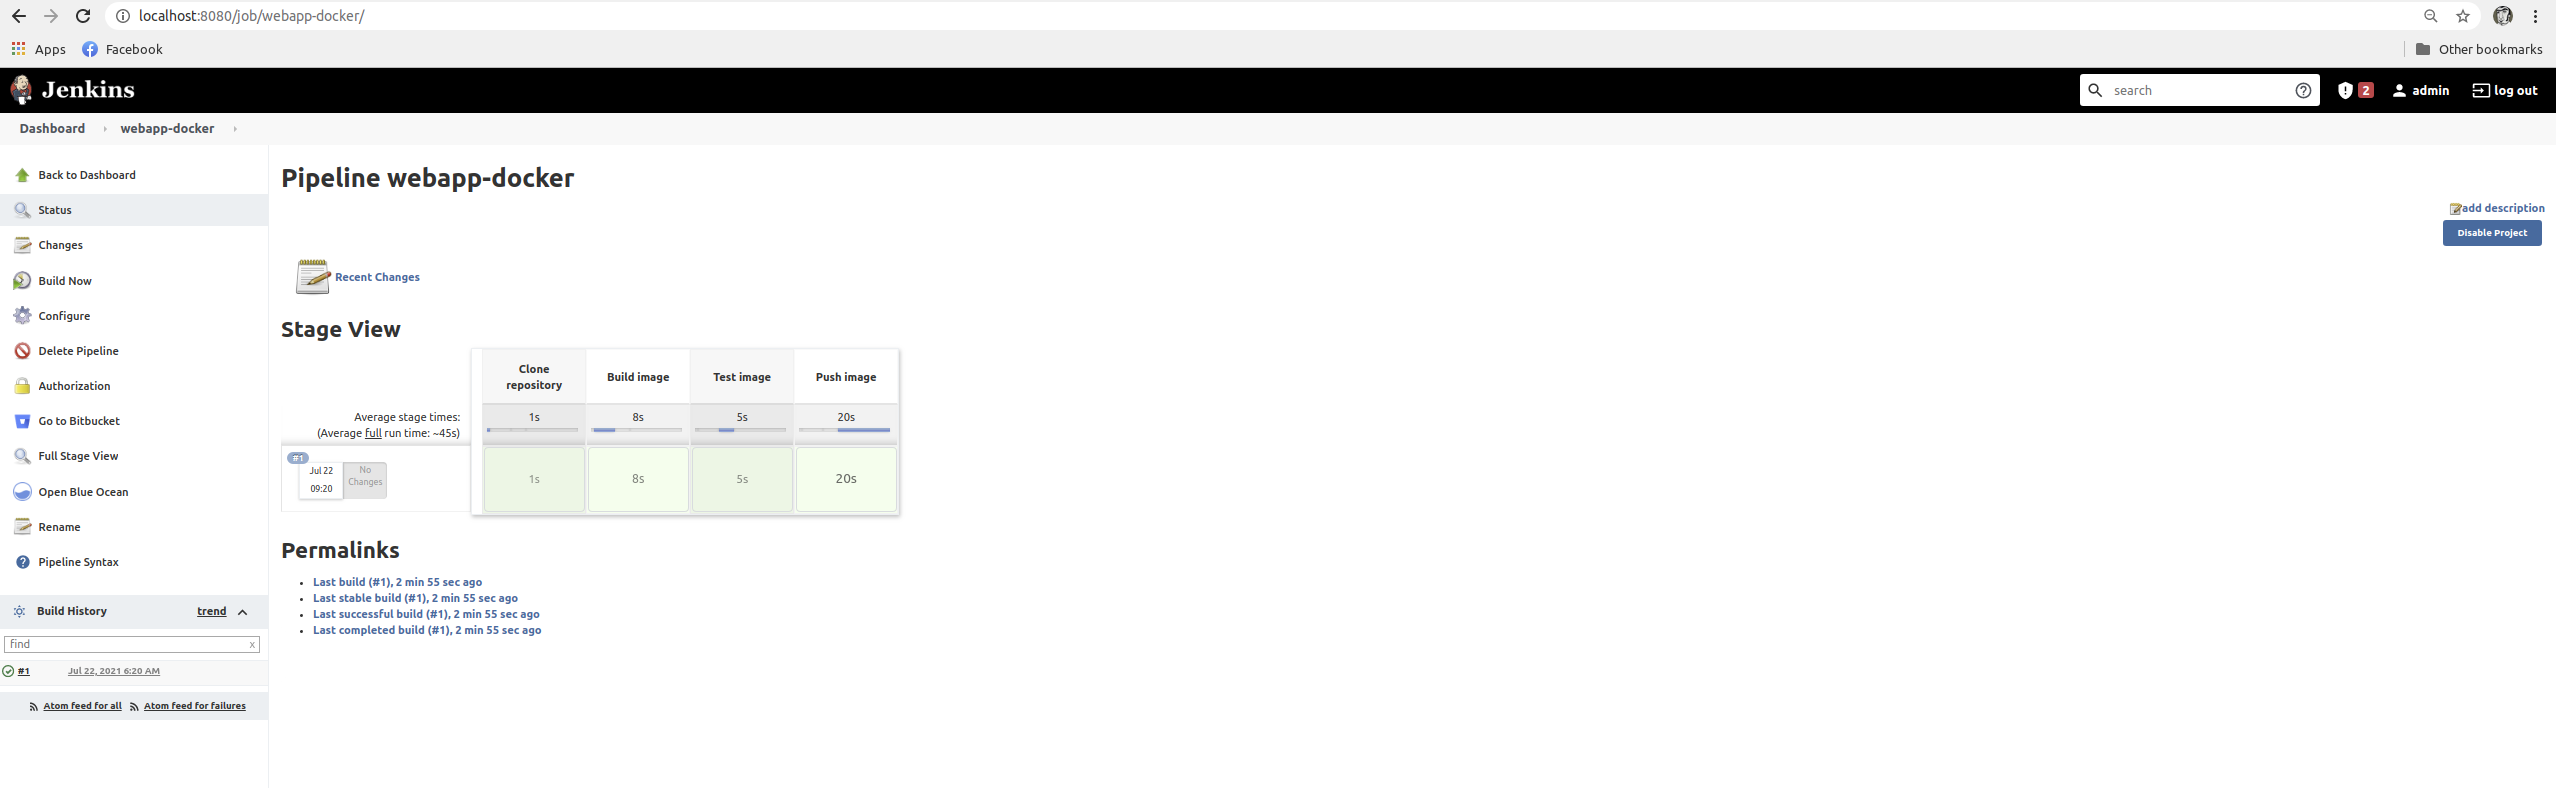 localhost:8080/job/webapp-docker/
Apps
Facebook
Other bookmarks
Jenkins
search
2
admin
log out
Dashboard
webapp-docker
Back to Dashboard
Status
Changes
Build Now
Configure
Delete Pipeline
Authorization
Go to Bitbucket
Full Stage View
Open Blue Ocean
Rename
Pipeline Syntax
Build History
trend
find
x
#1
Jul 22, 2021 6:20 AM
Atom feed for all
Atom feed for failures
Pipeline webapp-docker
add description
Disable Project
Recent Changes
Stage View
Clone
repository
Build image
Test image
Push image
Average stage times:
(Average full run time: ~45s)
1s
8s
5s
20s
#1
Jul 22
09:20
No
Changes
1s
8s
5s
20s
Permalinks
Last build (#1), 2 min 55 sec ago
Last stable build (#1), 2 min 55 sec ago
Last successful build (#1), 2 min 55 sec ago
Last completed build (#1), 2 min 55 sec ago